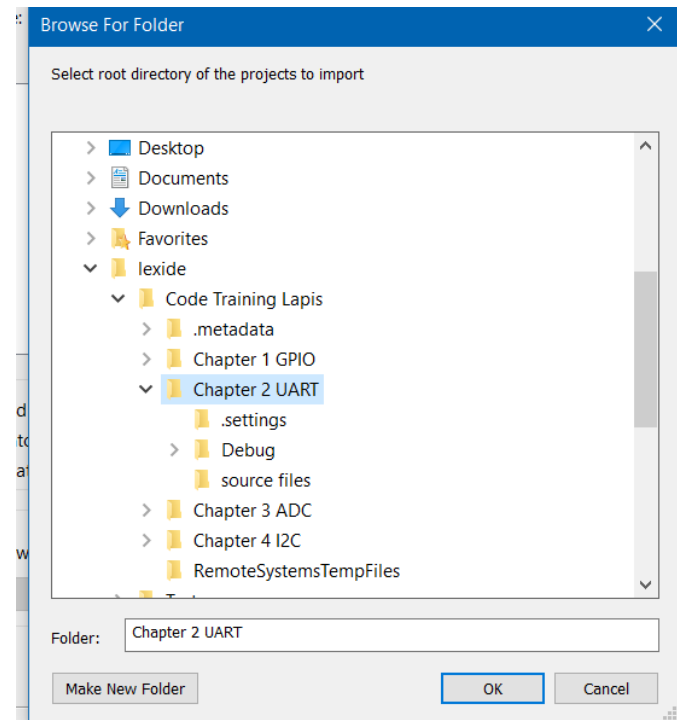 e:
Browse For Folder
Select root directory of the projects to import
Desktop
Documents
Downloads
Favorites
lexide
Code Training Lapis
.metadata
Chapter 1 GPIO
Chapter 2 UART
.settings
Debug
source files
Chapter 3 ADC
Chapter 4 I2C
RemoteSystemsTempFiles
Folder: Chapter 2 UART
Make New Folder OK Cancel